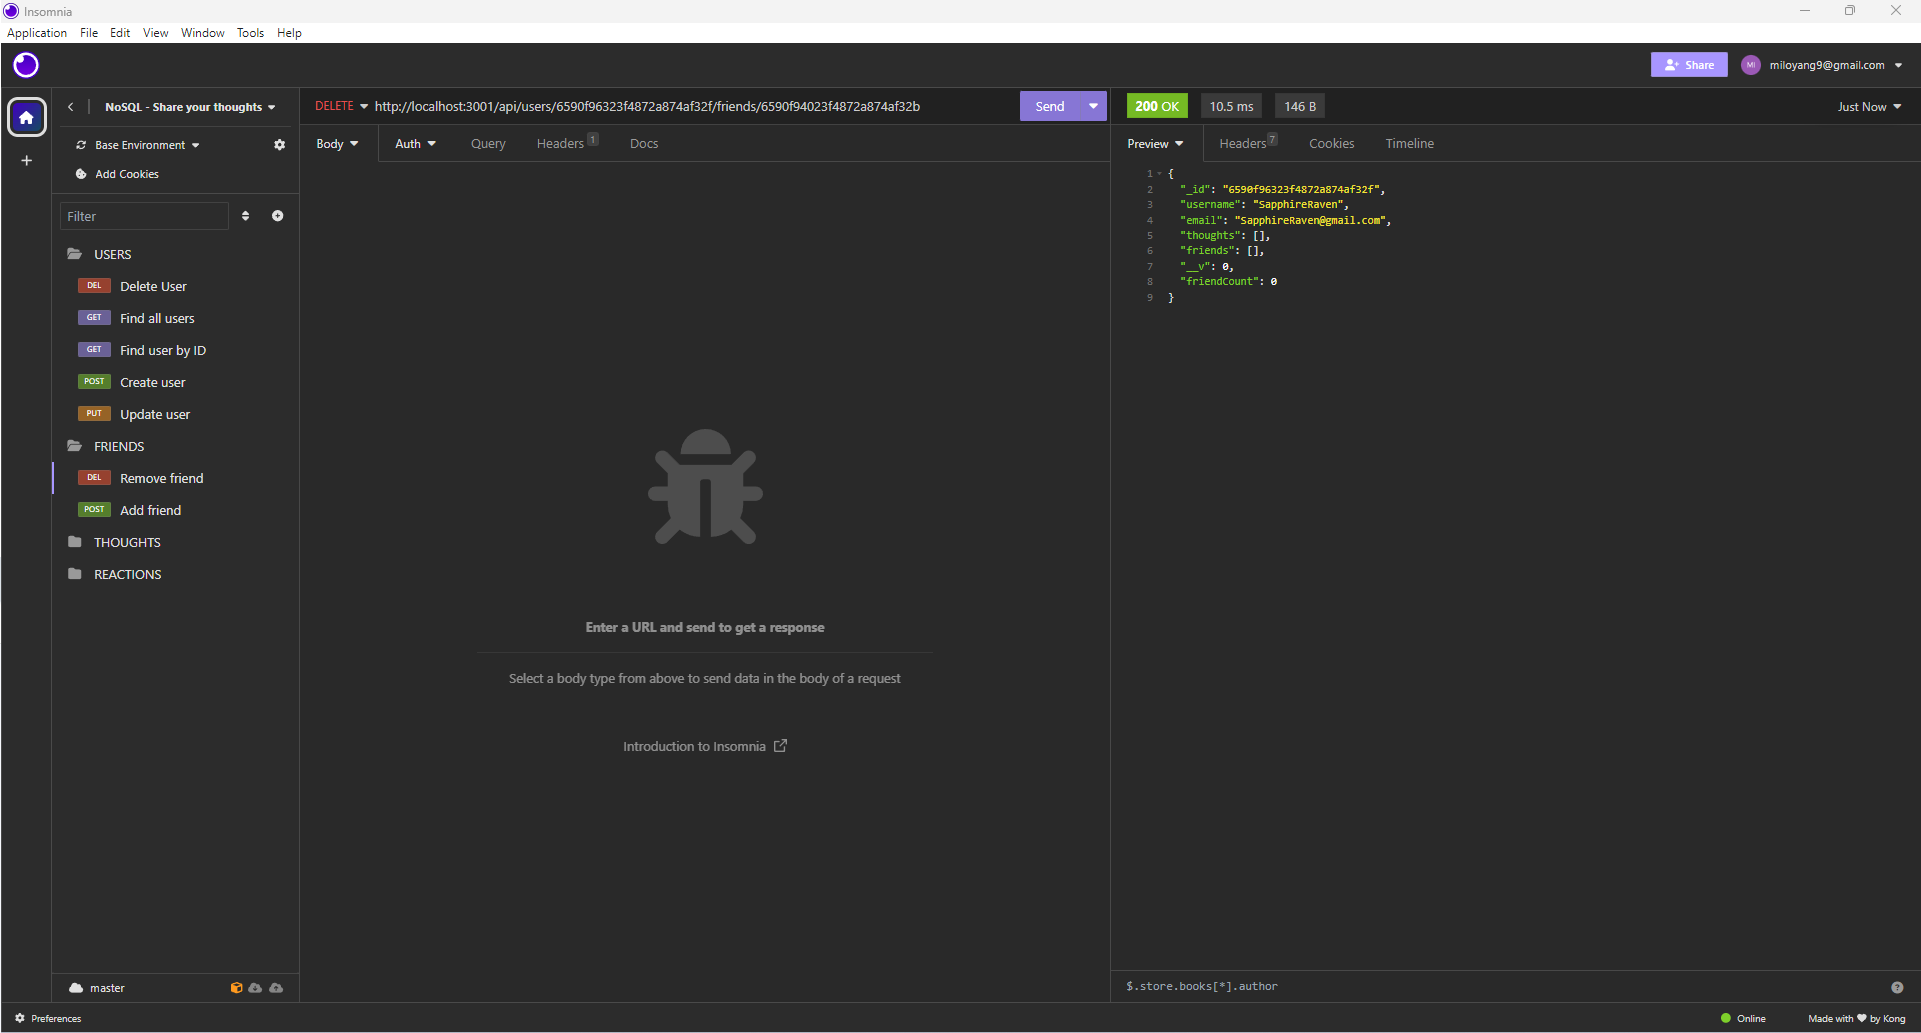 Insomnia
Application File Edit View Window Tools Help
Share
MI miloyang9@gmail.com
NoSQL - Share your thoughts
DELETE http://localhost:3001/api/users/6590f96323f4872a874af32f/friends/6590f94023f4872a874af32b
Send
200 OK 10.5 ms 146 B
Just Now
Base Environment
Add Cookies
Filter
USERS
DEL Delete User
GET Find all users
GET Find user by ID
POST Create user
PUT Update user
FRIENDS
DEL Remove friend
POST Add friend
THOUGHTS
REACTIONS
master
Body Auth Query Headers 1 Docs
Enter a URL and send to get a response
Select a body type from above to send data in the body of a request
Introduction to Insomnia
Preview Headers 7 Cookies Timeline
1 {
2 "_id": "6590f96323f4872a874af32f",
3 "username": "SapphireRaven",
4 "email": "SapphireRaven@gmail.com",
5 "thoughts": [],
6 "friends": [],
7 "__v": 0,
8 "friendCount": 0
9 }
$.store.books[*].author
?
Preferences
Online
Made with ♥ by Kong